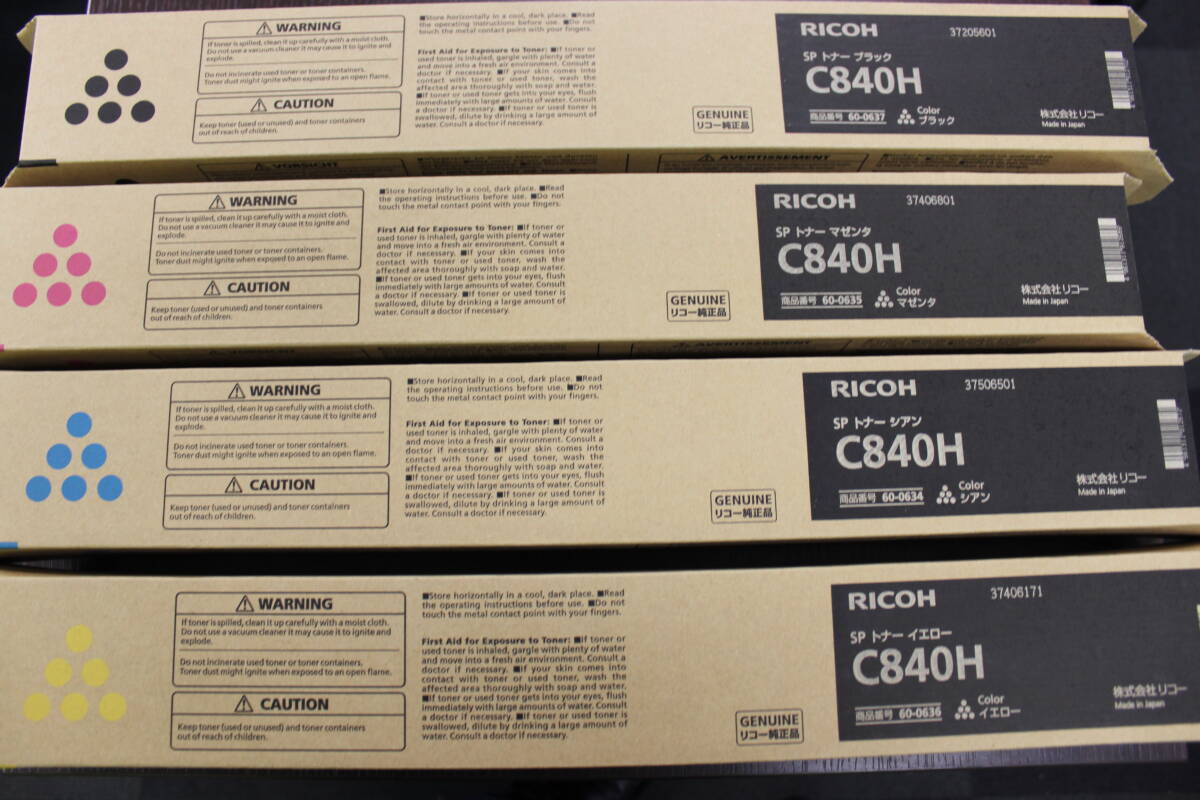 WARNING
If toner is spilled, clean it up carefully with a moist cloth.
Do not use a vacuum cleaner it may cause it to ignite and
explode.
Do not incinerate used toner or toner containers.
Toner dust might ignite when exposed to an open flame.
CAUTION
Keep toner (used or unused) and toner containers
out of reach of children.
■Store horizontally in a cool, dark place. ■Read
the operating instructions before use. ■Do not
touch the metal contact point with your fingers.
First Aid for Exposure to Toner: ■If toner or
used toner is inhaled, gargle with plenty of water
and move into a fresh air environment. Consult a
doctor if necessary. ■If your skin comes into
contact with toner or used toner, wash the
affected area thoroughly with soap and water.
■If toner or used toner gets into your eyes, flush
immediately with large amounts of water. Consult
a doctor if necessary. ■If toner or used toner is
swallowed, dilute by drinking a large amount of
water. Consult a doctor if necessary.
GENUINE
リコー純正品
RICOH
37205601
SP トナー ブラック
C840H
商品番号 60-0637
Color
ブラック
株式会社リコー
Made in Japan
VORSICHT
AVERTISSEMENT
WARNING
If toner is spilled, clean it up carefully with a moist cloth.
Do not use a vacuum cleaner it may cause it to ignite and
explode.
Do not incinerate used toner or toner containers.
Toner dust might ignite when exposed to an open flame.
CAUTION
Keep toner (used or unused) and toner containers
out of reach of children.
■Store horizontally in a cool, dark place. ■Read
the operating instructions before use. ■Do not
touch the metal contact point with your fingers.
First Aid for Exposure to Toner: ■If toner or
used toner is inhaled, gargle with plenty of water
and move into a fresh air environment. Consult a
doctor if necessary. ■If your skin comes into
contact with toner or used toner, wash the
affected area thoroughly with soap and water.
■If toner or used toner gets into your eyes, flush
immediately with large amounts of water. Consult
a doctor if necessary. ■If toner or used toner is
swallowed, dilute by drinking a large amount of
water. Consult a doctor if necessary.
GENUINE
リコー純正品
RICOH
37406801
SP トナー マゼンタ
C840H
商品番号 60-0635
Color
マゼンタ
株式会社リコー
Made in Japan
WARNING
If toner is spilled, clean it up carefully with a moist cloth.
Do not use a vacuum cleaner it may cause it to ignite and
explode.
Do not incinerate used toner or toner containers.
Toner dust might ignite when exposed to an open flame.
CAUTION
Keep toner (used or unused) and toner containers
out of reach of children.
■Store horizontally in a cool, dark place. ■Read
the operating instructions before use. ■Do not
touch the metal contact point with your fingers.
First Aid for Exposure to Toner: ■If toner or
used toner is inhaled, gargle with plenty of water
and move into a fresh air environment. Consult a
doctor if necessary. ■If your skin comes into
contact with toner or used toner, wash the
affected area thoroughly with soap and water.
■If toner or used toner gets into your eyes, flush
immediately with large amounts of water. Consult
a doctor if necessary. ■If toner or used toner is
swallowed, dilute by drinking a large amount of
water. Consult a doctor if necessary.
GENUINE
リコー純正品
RICOH
37506501
SP トナー シアン
C840H
商品番号 60-0634
Color
シアン
株式会社リコー
Made in Japan
WARNING
If toner is spilled, clean it up carefully with a moist cloth.
Do not use a vacuum cleaner it may cause it to ignite and
explode.
Do not incinerate used toner or toner containers.
Toner dust might ignite when exposed to an open flame.
CAUTION
Keep toner (used or unused) and toner containers
out of reach of children.
■Store horizontally in a cool, dark place. ■Read
the operating instructions before use. ■Do not
touch the metal contact point with your fingers.
First Aid for Exposure to Toner: ■If toner or
used toner is inhaled, gargle with plenty of water
and move into a fresh air environment. Consult a
doctor if necessary. ■If your skin comes into
contact with toner or used toner, wash the
affected area thoroughly with soap and water.
■If toner or used toner gets into your eyes, flush
immediately with large amounts of water. Consult
a doctor if necessary. ■If toner or used toner is
swallowed, dilute by drinking a large amount of
water. Consult a doctor if necessary.
GENUINE
リコー純正品
RICOH
37406171
SP トナー イエロー
C840H
商品番号 60-0636
Color
イエロー
株式会社リコー
Made in Japan